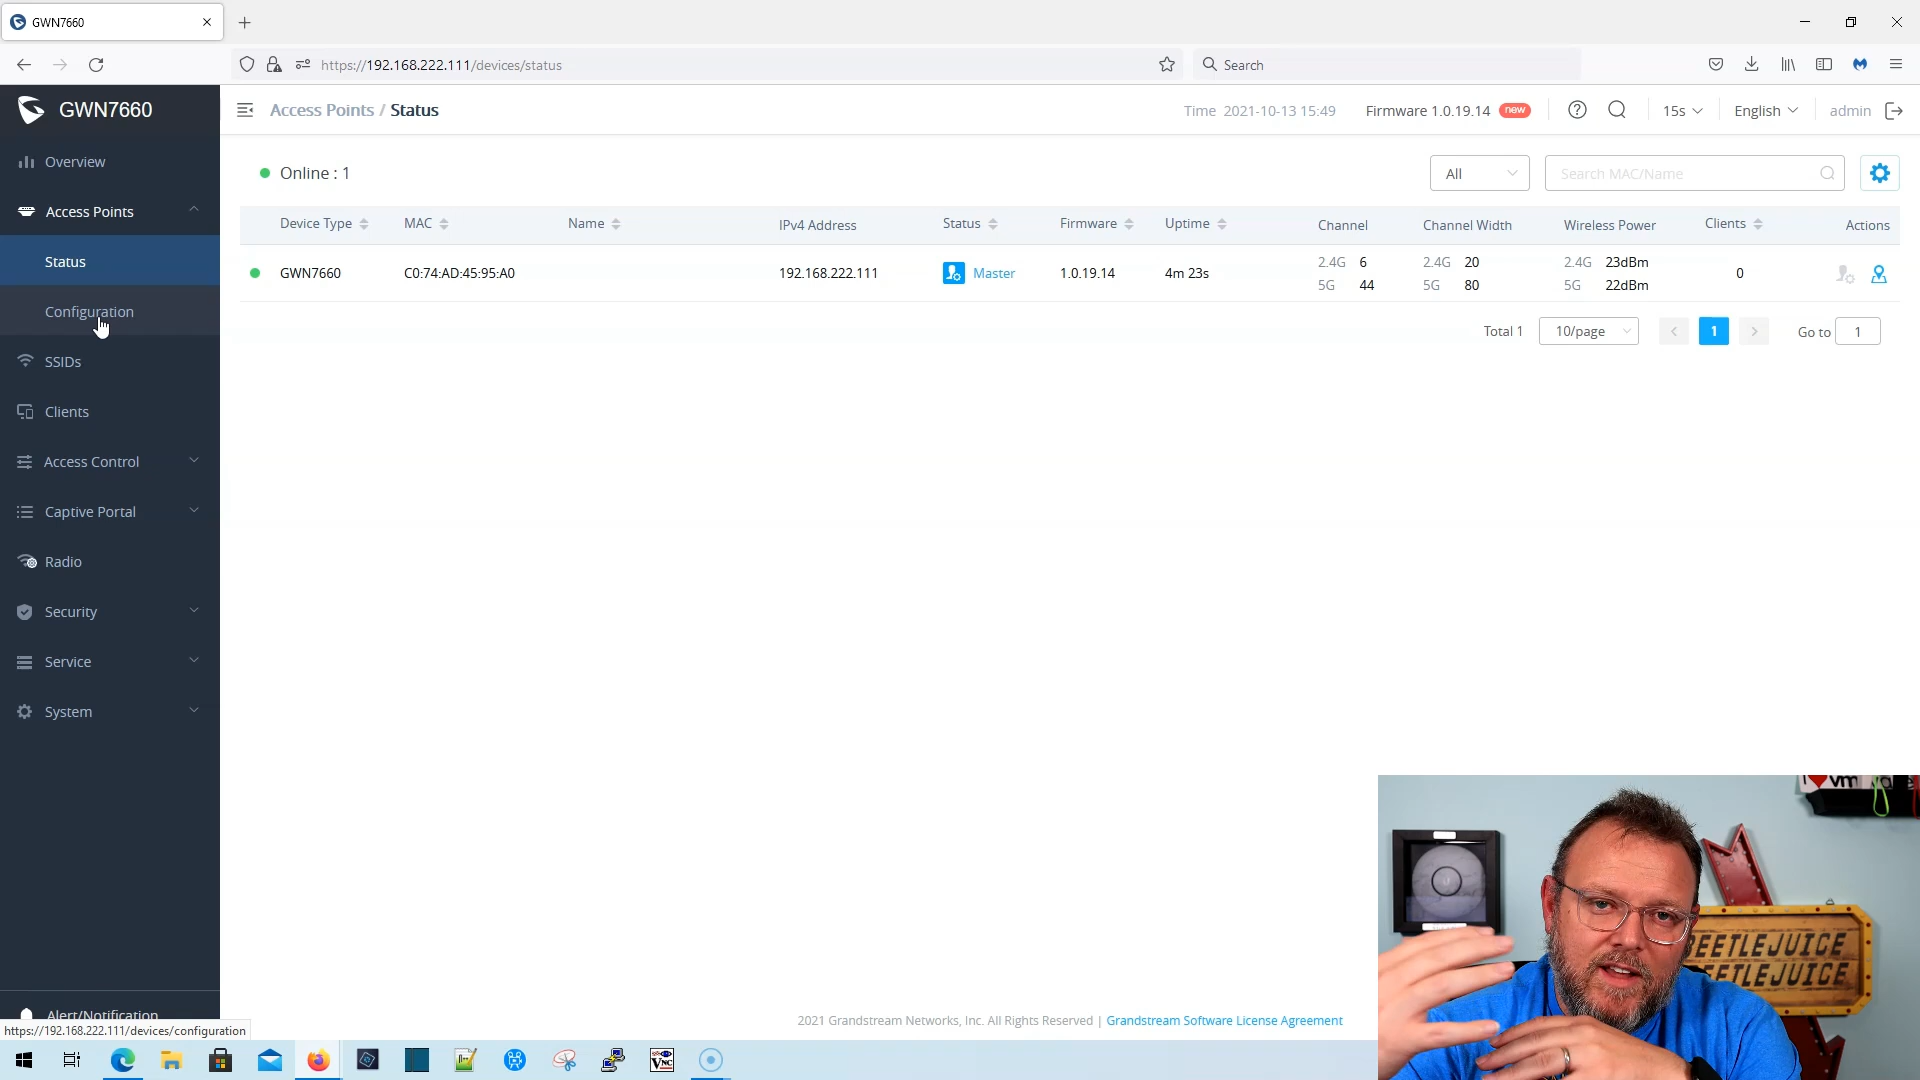 GWN7660
https://192.168.222.111/devices/status
Search
GWN7660
Access Points / Status
Time 2021-10-13 15:49
Firmware 1.0.19.14 new
15s
English
admin
Overview
Access Points
Status
Configuration
SSIDs
Clients
Access Control
Captive Portal
Radio
Security
Service
System
Alert/Notification
Online : 1
All
Search MAC/Name
Device Type MAC Name IPv4 Address Status Firmware Uptime Channel Channel Width Wireless Power Clients Actions
GWN7660 C0:74:AD:45:95:A0 192.168.222.111 Master 1.0.19.14 4m 23s 2.4G 6 2.4G 20 2.4G 23dBm 0
5G 44 5G 80 5G 22dBm
Total 1 10/page 1 Go to 1
2021 Grandstream Networks, Inc. All Rights Reserved | Grandstream Software License Agreement
https://192.168.222.111/devices/configuration
VNC
vm
BEETLEJUICE
BEETLEJUICE